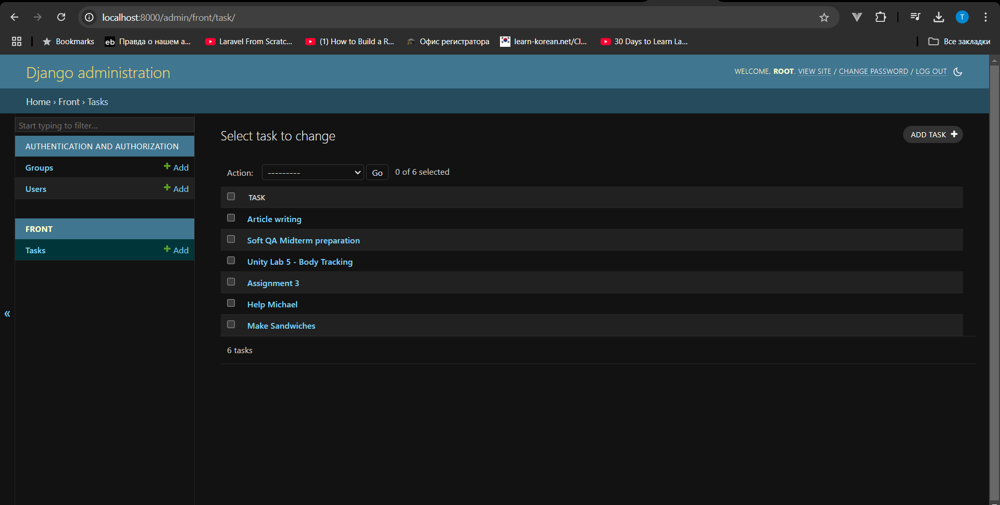 localhost:8000/admin/front/task/
T
Bookmarks
eb Правда о нашем а...
Laravel From Scratc...
(1) How to Build a R...
Офис регистратора
learn-korean.net/Cl...
30 Days to Learn La...
Все закладки
Django administration
WELCOME, ROOT. VIEW SITE / CHANGE PASSWORD / LOG OUT
Home › Front › Tasks
Start typing to filter...
AUTHENTICATION AND AUTHORIZATION
Groups + Add
Users + Add
FRONT
Tasks + Add
«
Select task to change
ADD TASK +
Action: --------- Go 0 of 6 selected
TASK
Article writing
Soft QA Midterm preparation
Unity Lab 5 - Body Tracking
Assignment 3
Help Michael
Make Sandwiches
6 tasks